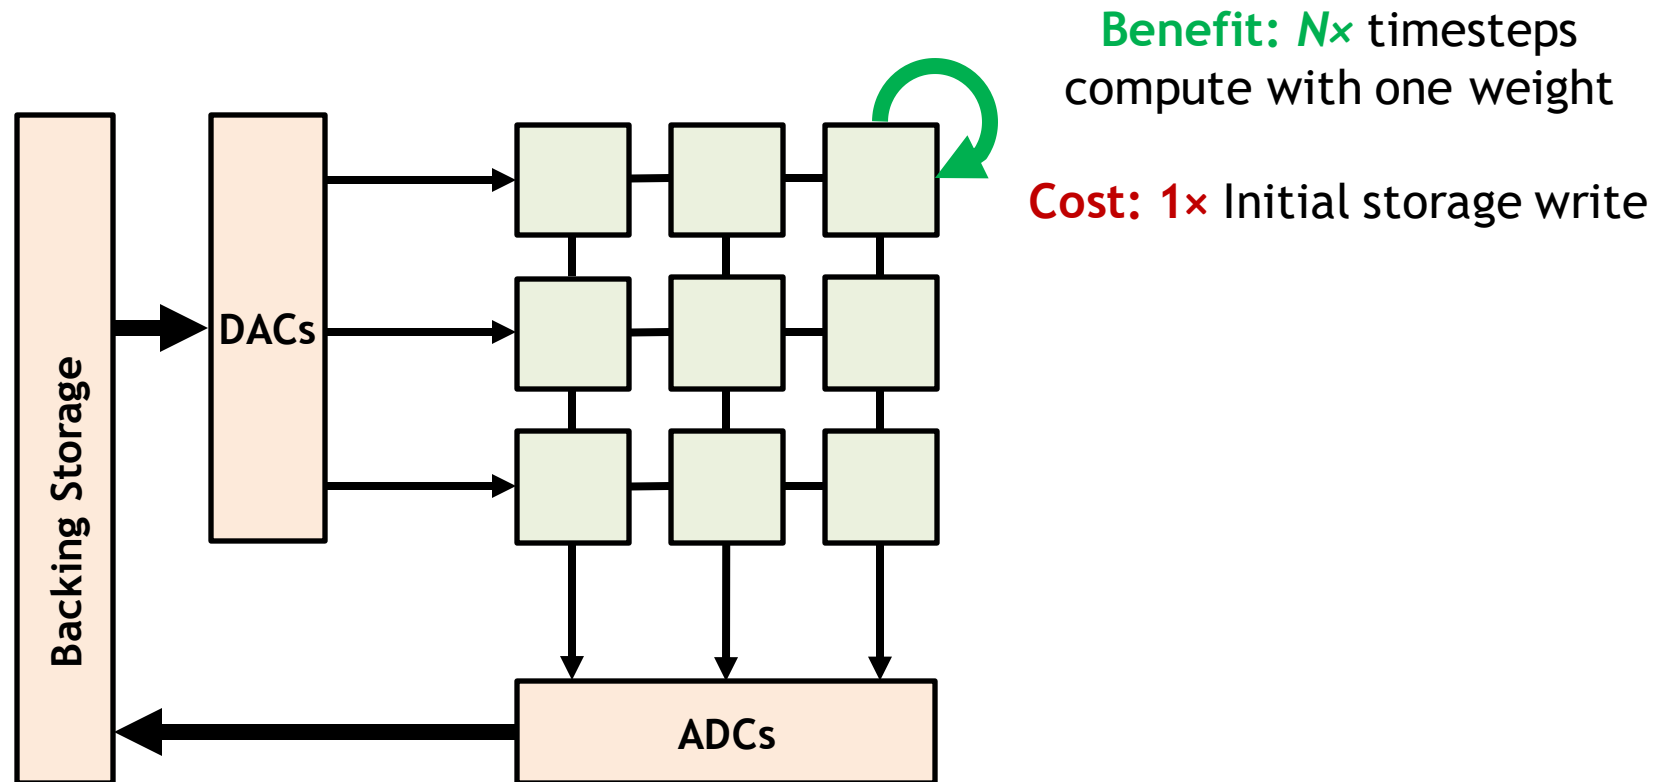 Benefit: N× timesteps
compute with one weight
Cost: 1× Initial storage write
Backing Storage
DACs
ADCs